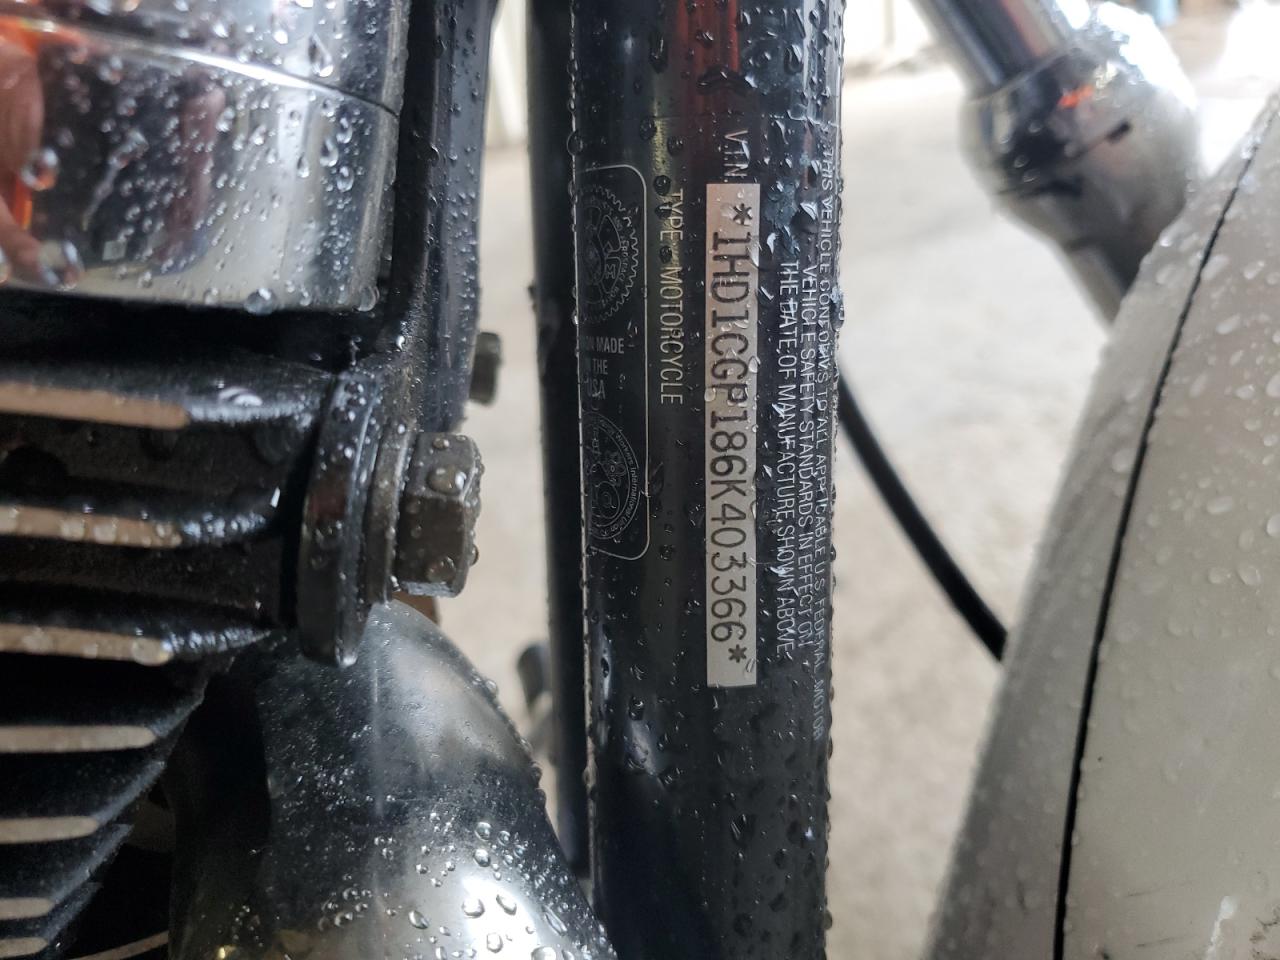 THIS VEHICLE CONFORMS TO ALL APPLICABLE U.S. FEDERAL MOTOR
VEHICLE SAFETY STANDARDS IN EFFECT ON
THE DATE OF MANUFACTURE SHOWN ABOVE
VIN
*1HD1CGP186K403366*
TYPE MOTORCYCLE
MADE
THE
USA